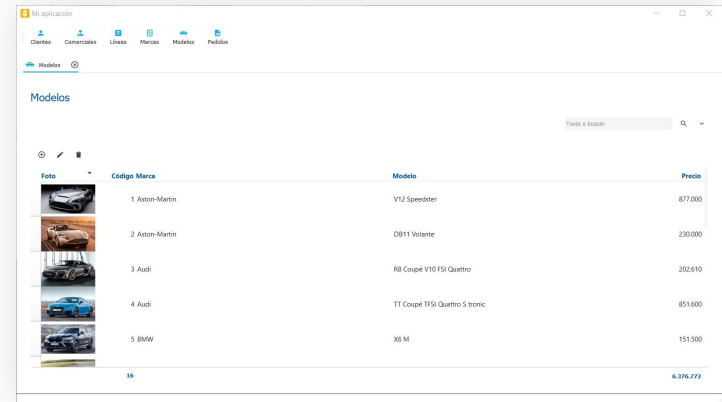 Mi aplicación
Clientes Comerciales Líneas Marcas Modelos Pedidos
Modelos
Modelos
Texto a buscar
Foto Código Marca Modelo Precio
1 Aston-Martin V12 Speedster 877.000
2 Aston-Martin DB11 Volante 230.000
3 Audi R8 Coupé V10 FSI Quattro 202.610
4 Audi TT Coupé TFSI Quattro S tronic 851.600
5 BMW X6 M 151.500
16 6.376.772